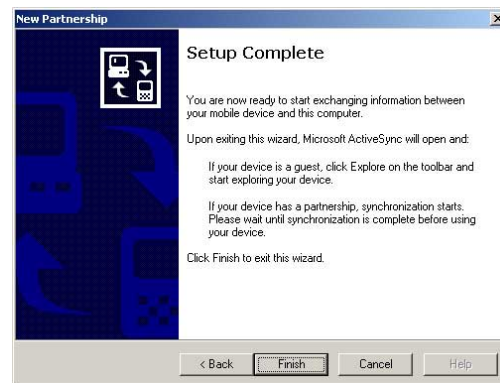 New Partnership
Setup Complete
You are now ready to start exchanging information between
your mobile device and this computer.
Upon exiting this wizard, Microsoft ActiveSync will open and:
If your device is a guest, click Explore on the toolbar and
start exploring your device.
If your device has a partnership, synchronization starts.
Please wait until synchronization is complete before using
your device.
Click Finish to exit this wizard.
< Back Finish Cancel Help